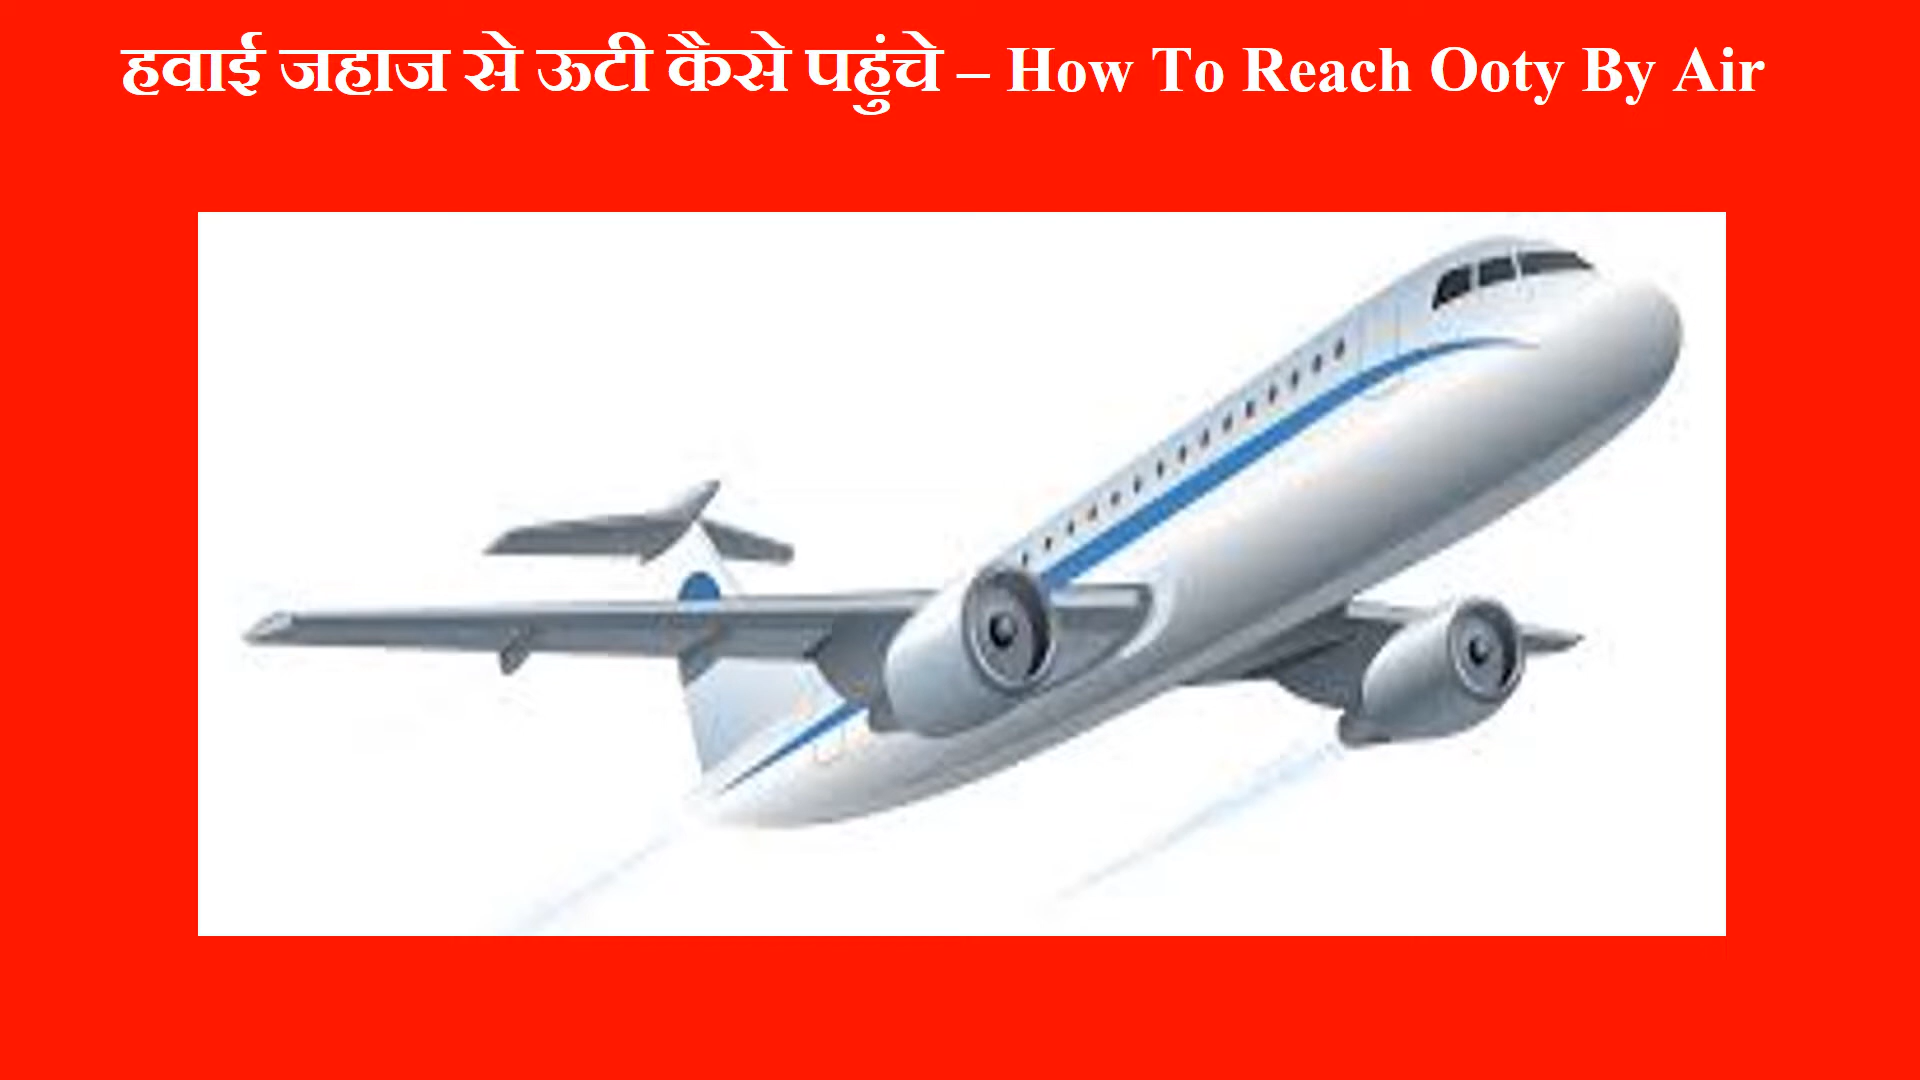 हवाई जहाज से ऊटी कैसे पहुंचे – How To Reach Ooty By Air